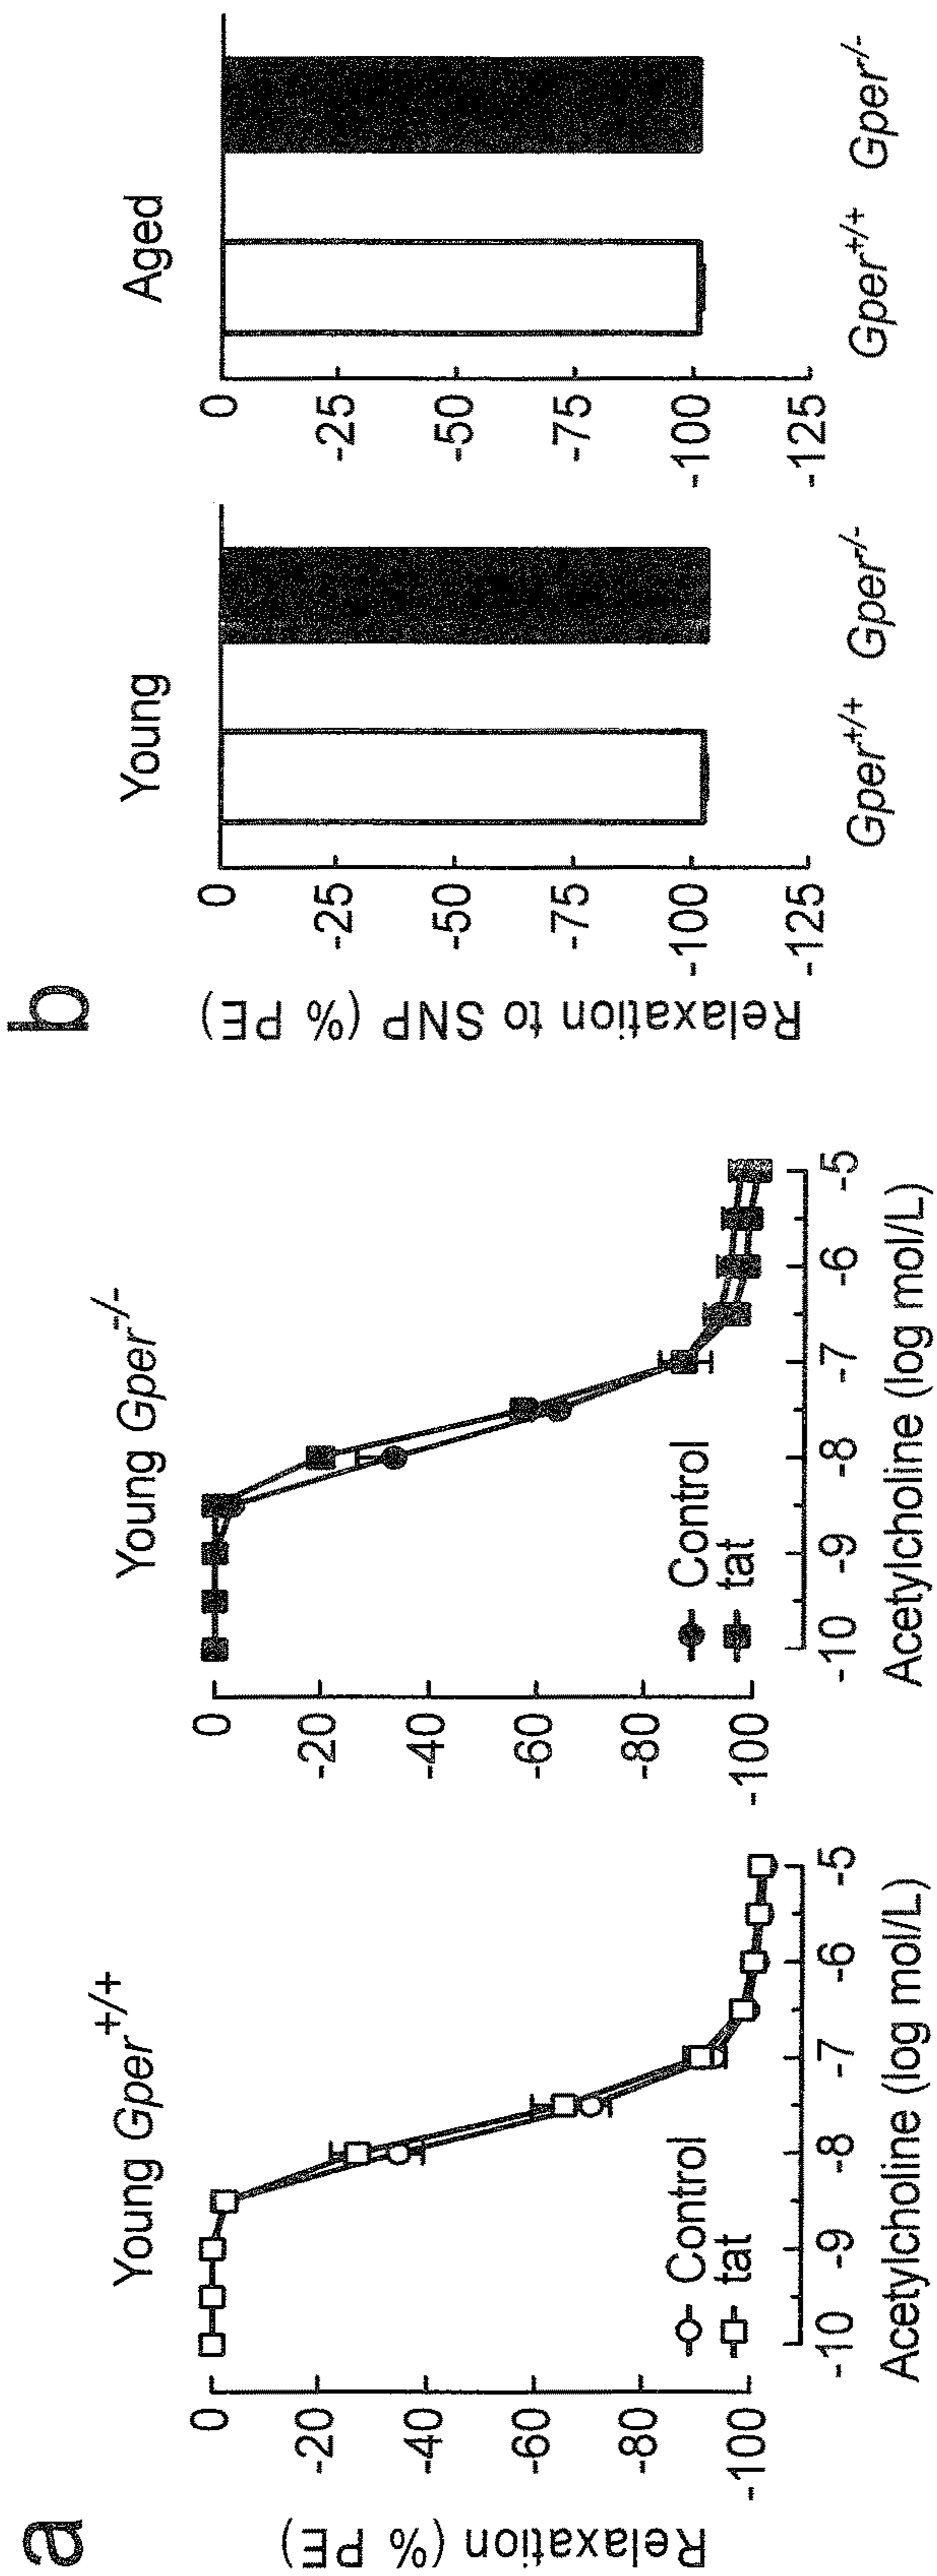 a
Young Gper+/+
Relaxation (% PE)
0
-20
-40
-60
-80
-100
Control
tat
-10 -9 -8 -7 -6 -5
Acetylcholine (log mol/L)
Young Gper-/-
0
-20
-40
-60
-80
-100
Control
tat
-10 -9 -8 -7 -6 -5
Acetylcholine (log mol/L)
b
Relaxation to SNP (% PE)
Young
0
-25
-50
-75
-100
-125
Gper+/+ Gper-/-
Aged
0
-25
-50
-75
-100
-125
Gper+/+ Gper-/-